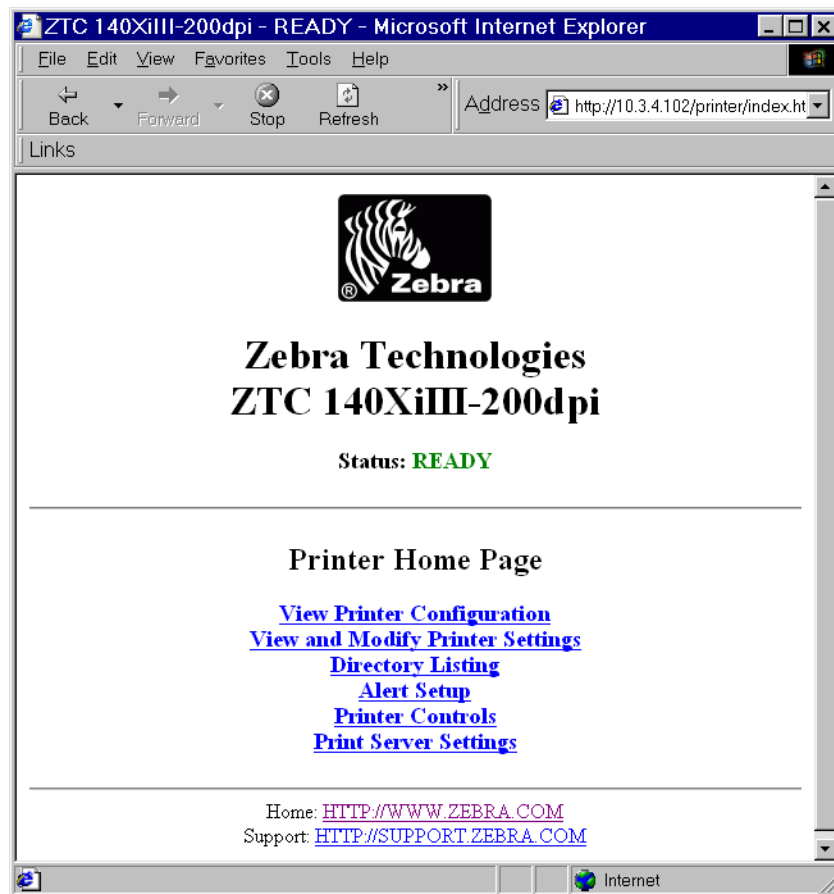 ZTC 140XiIII-200dpi - READY - Microsoft Internet Explorer
File Edit View Favorites Tools Help
Back Forward Stop Refresh » Address http://10.3.4.102/printer/index.ht
Links
® Zebra
Zebra Technologies
ZTC 140XiIII-200dpi
Status: READY
Printer Home Page
View Printer Configuration
View and Modify Printer Settings
Directory Listing
Alert Setup
Printer Controls
Print Server Settings
Home: HTTP://WWW.ZEBRA.COM
Support: HTTP://SUPPORT.ZEBRA.COM
Internet